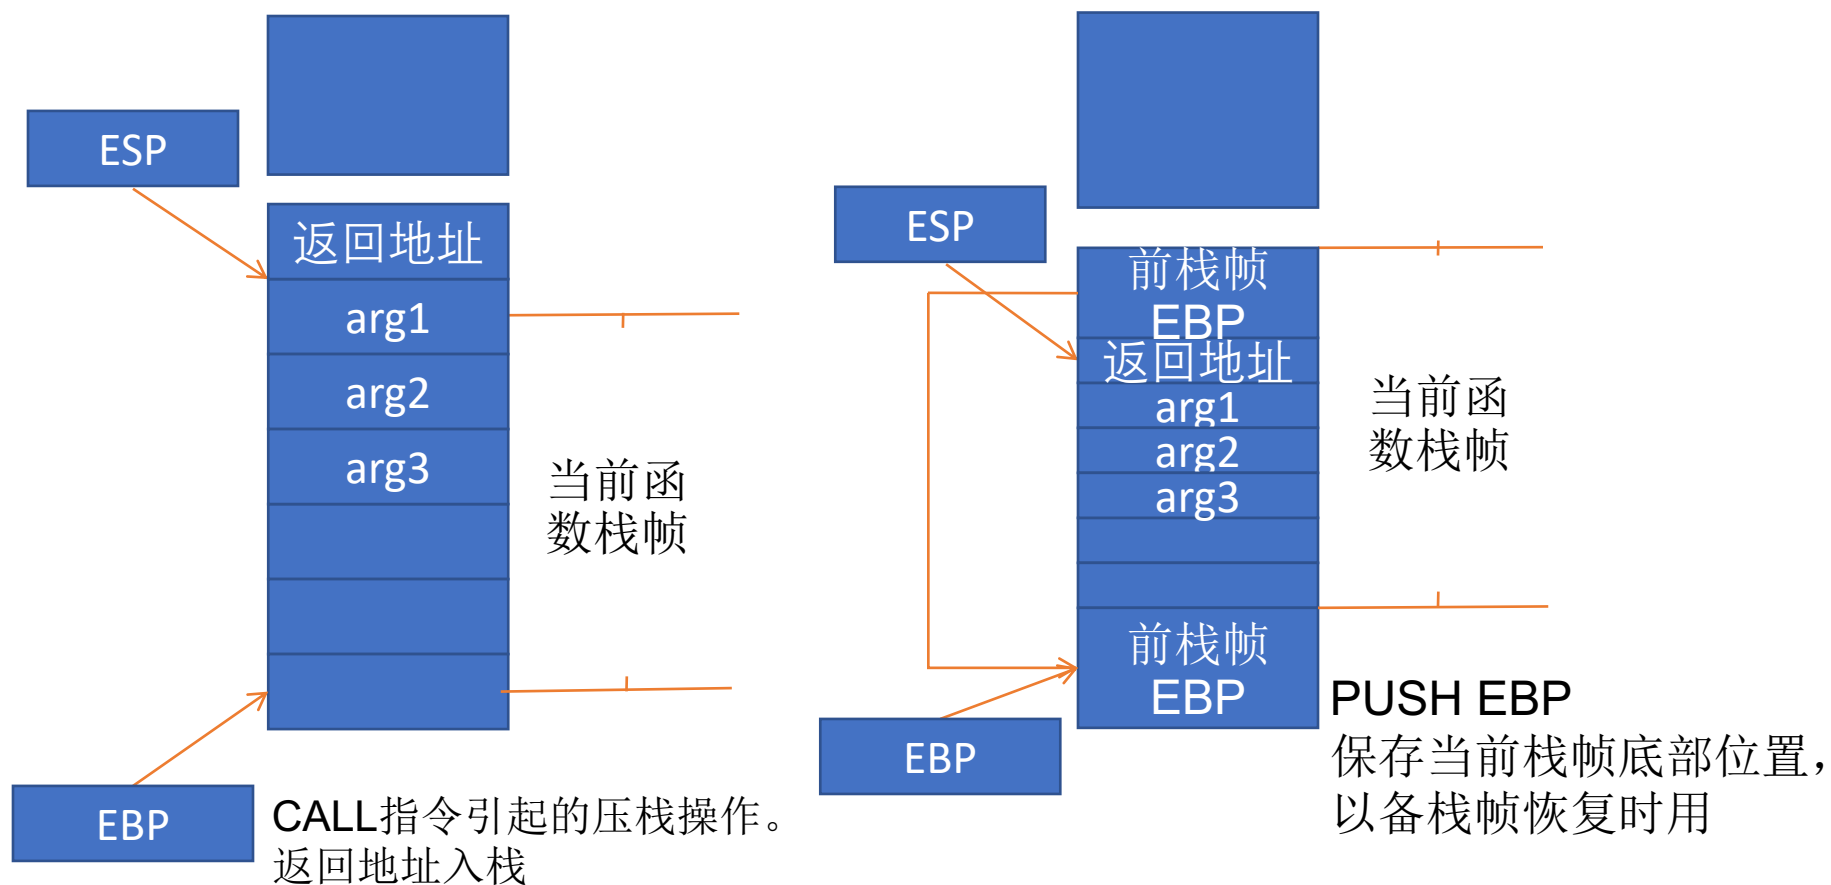 ESP
返回地址
arg1
arg2
arg3
当前函
数栈帧
EBP
CALL指令引起的压栈操作。
返回地址入栈
ESP
前栈帧
EBP
返回地址
arg1
arg2
arg3
当前函
数栈帧
前栈帧
EBP
EBP
PUSH EBP
保存当前栈帧底部位置，
以备栈帧恢复时用